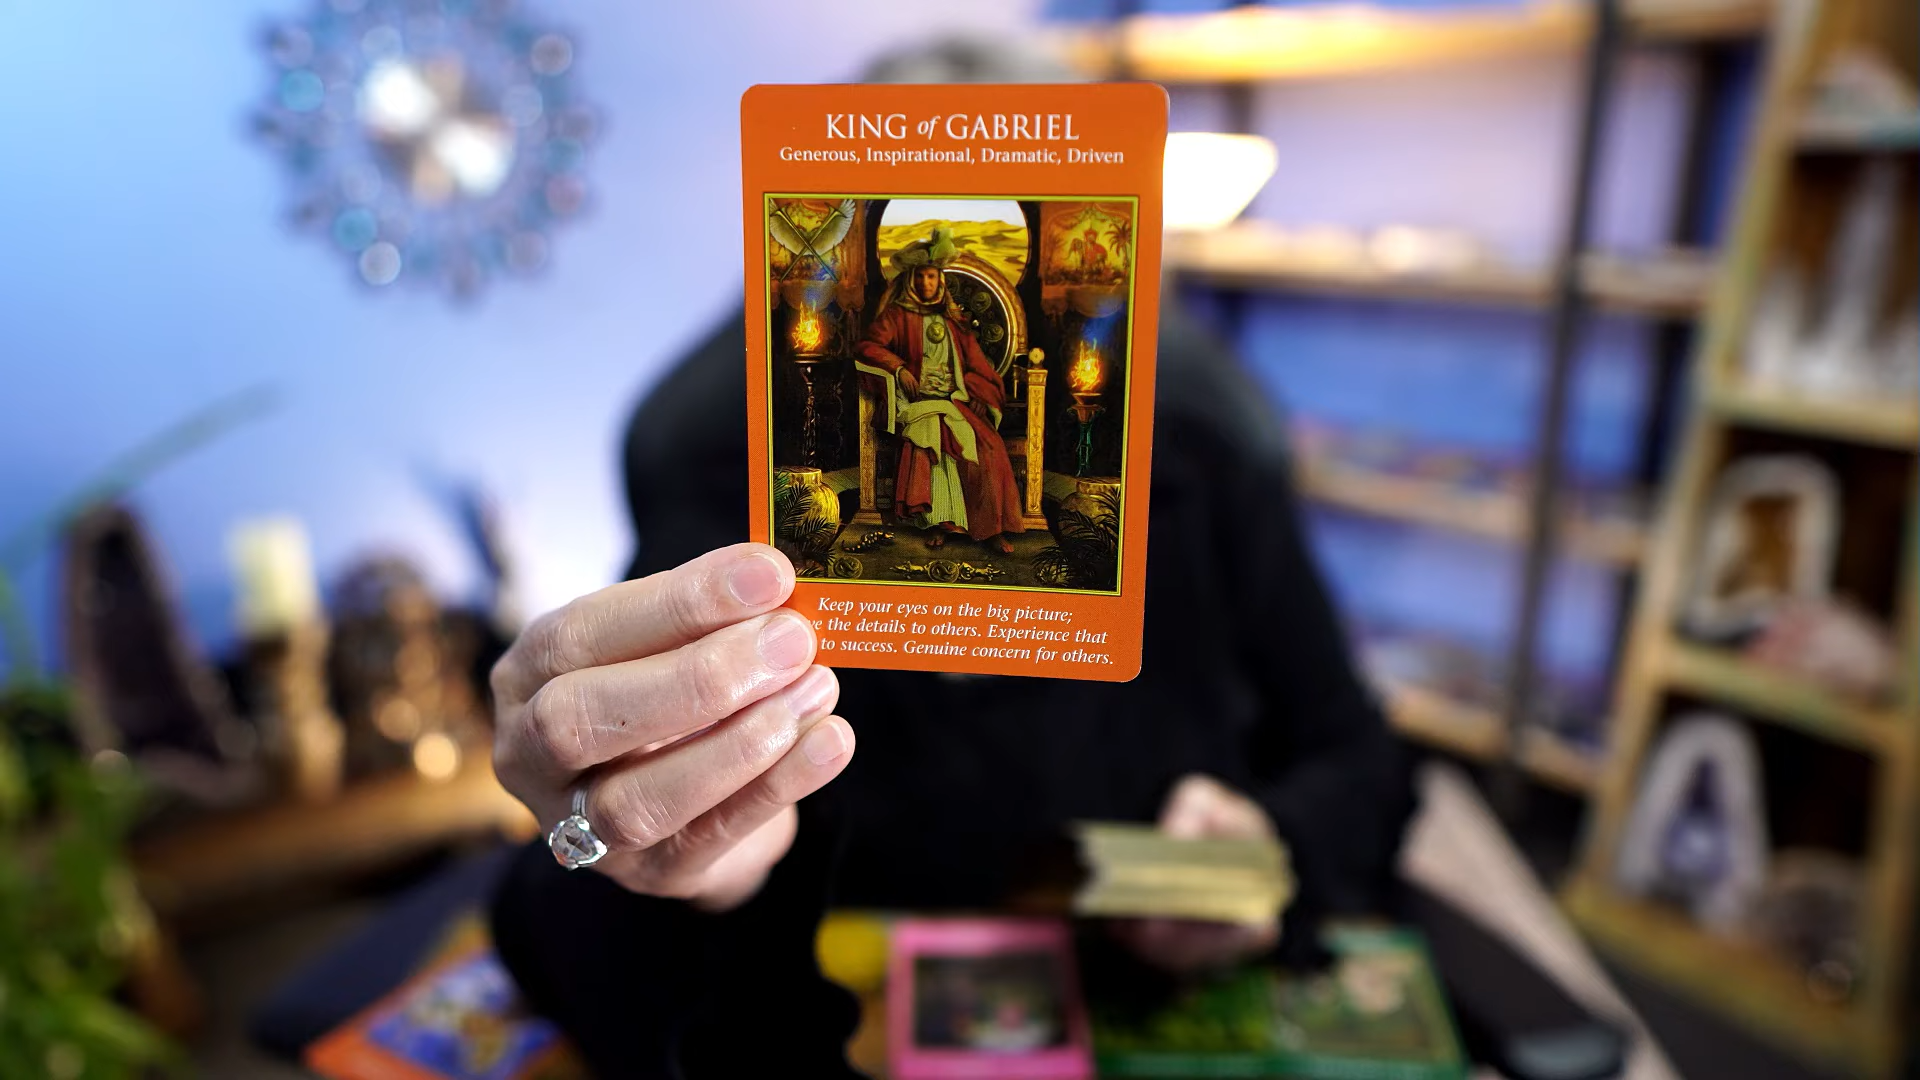 KING of GABRIEL
Generous, Inspirational, Dramatic, Driven
Keep your eyes on the big picture;
the details to others. Experience that
to success. Genuine concern for others.